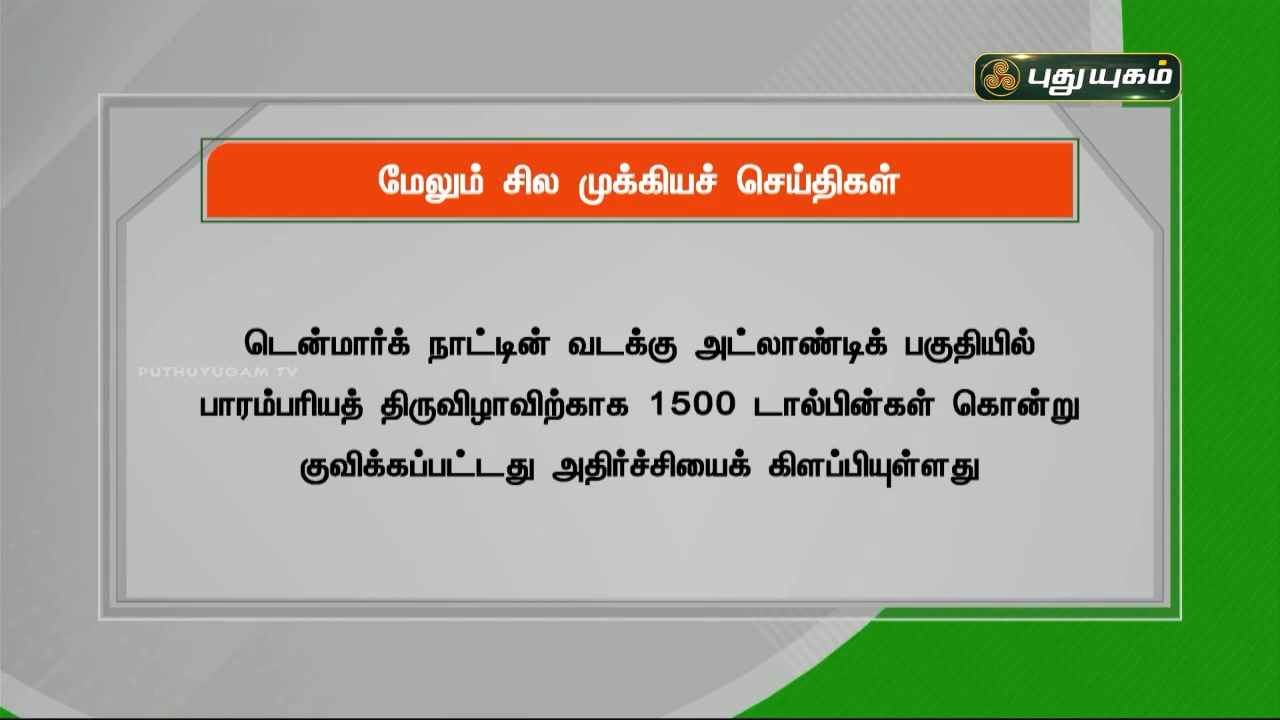 புதுயுகம்
மேலும் சில முக்கியச் செய்திகள்
டென்மார்க் நாட்டின் வடக்கு அட்லாண்டிக் பகுதியில்
PUTHUYUGAM TV
பாரம்பரியத் திருவிழாவிற்காக 1500 டால்பின்கள் கொன்று
குவிக்கப்பட்டது அதிர்ச்சியைக் கிளப்பியுள்ளது